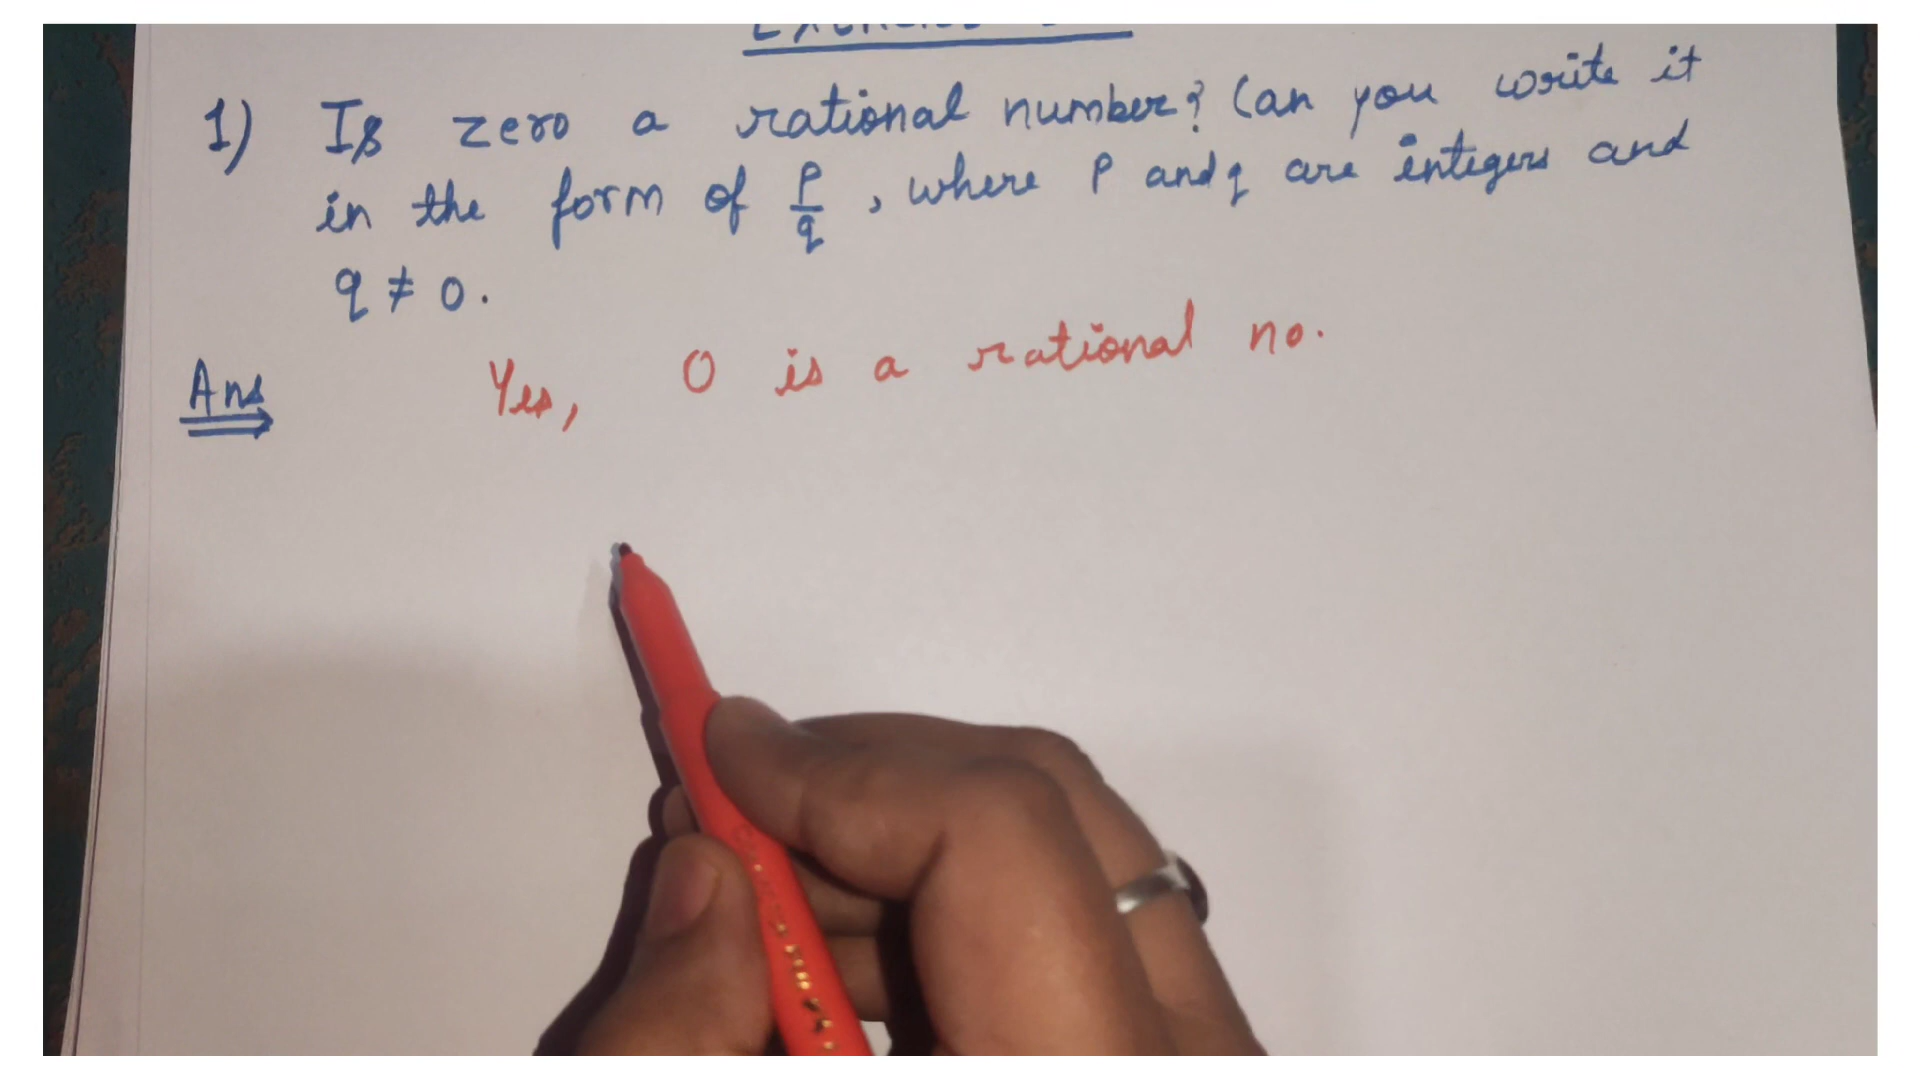 1) Is zero a rational number? Can you write it
in the form of p/q, where p and q are integers and
q ≠ 0.
Ans
Yes, 0 is a rational no.